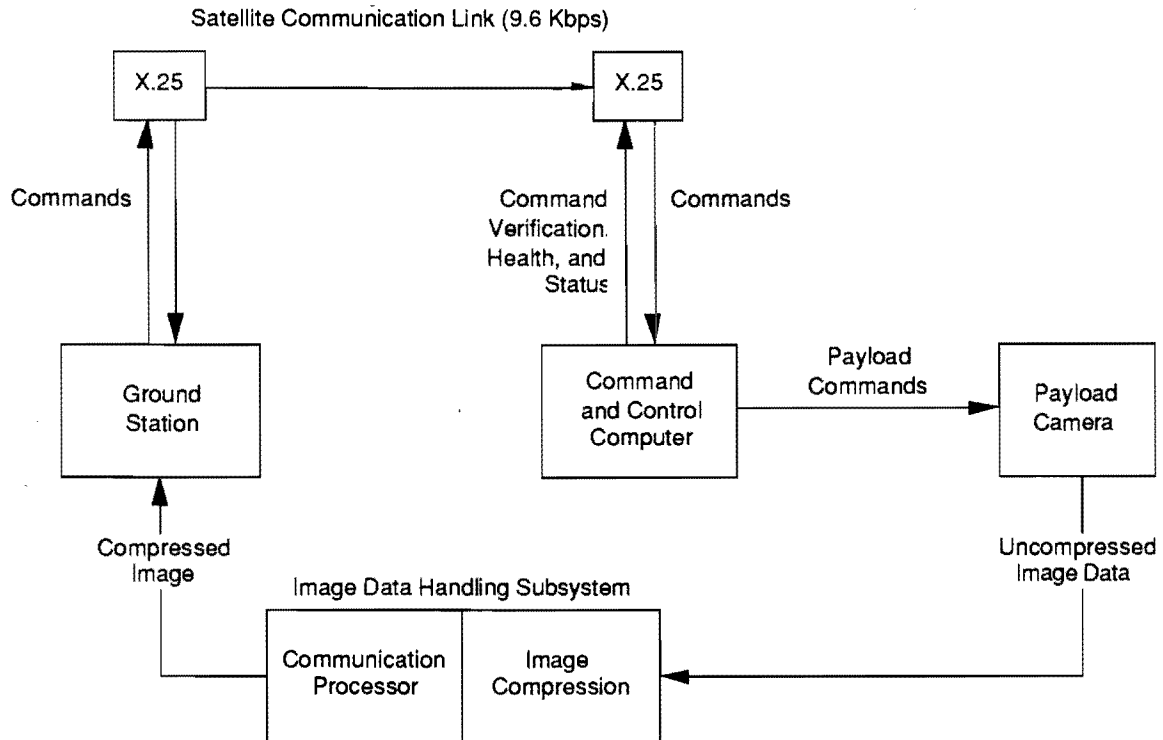 Satellite Communication Link (9.6 Kbps)
X.25
X.25
Commands
Command
Verification,
Health, and
Status
Commands
Ground
Station
Command
and Control
Computer
Payload
Commands
Payload
Camera
Compressed
Image
Uncompressed
Image Data
Image Data Handling Subsystem
Communication
Processor
Image
Compression